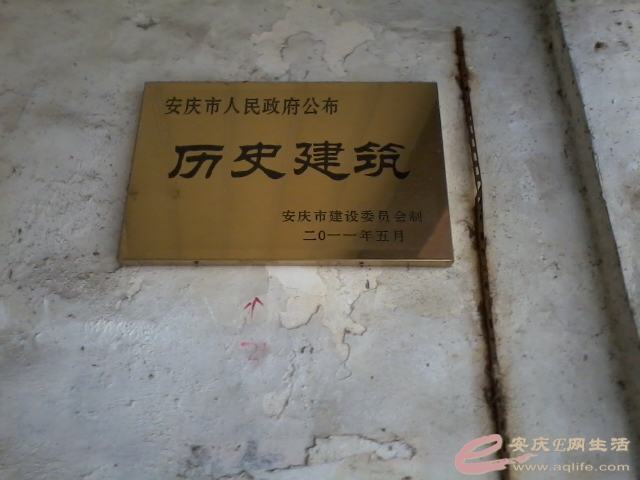 安庆市人民政府公布
历史建筑
安庆市建设委员会制
二0一一年五月
安庆E网生活
www.aqlife.com